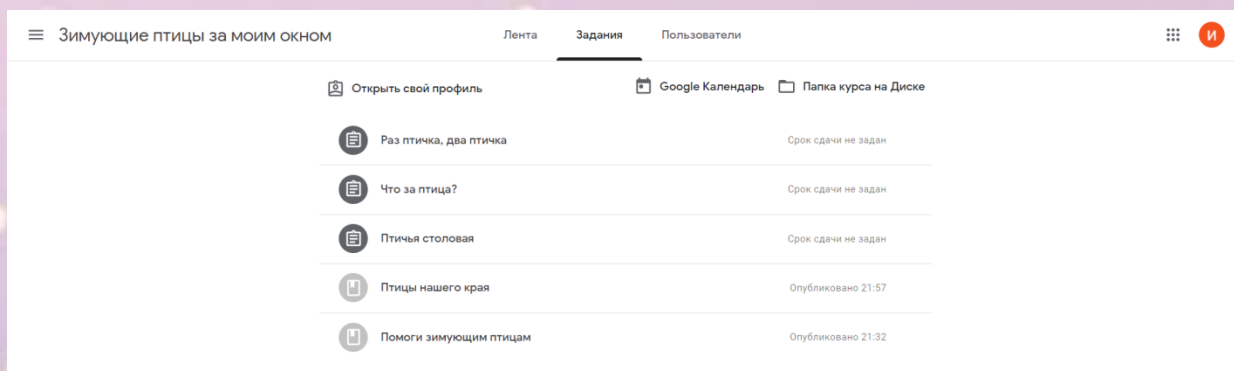 Зимующие птицы за моим окном Лента Задания Пользователи И
Открыть свой профиль Google Календарь Папка курса на Диске
Раз птичка, два птичка Срок сдачи не задан
Что за птица? Срок сдачи не задан
Птичья столовая Срок сдачи не задан
Птицы нашего края Опубликовано 21:57
Помоги зимующим птицам Опубликовано 21:32